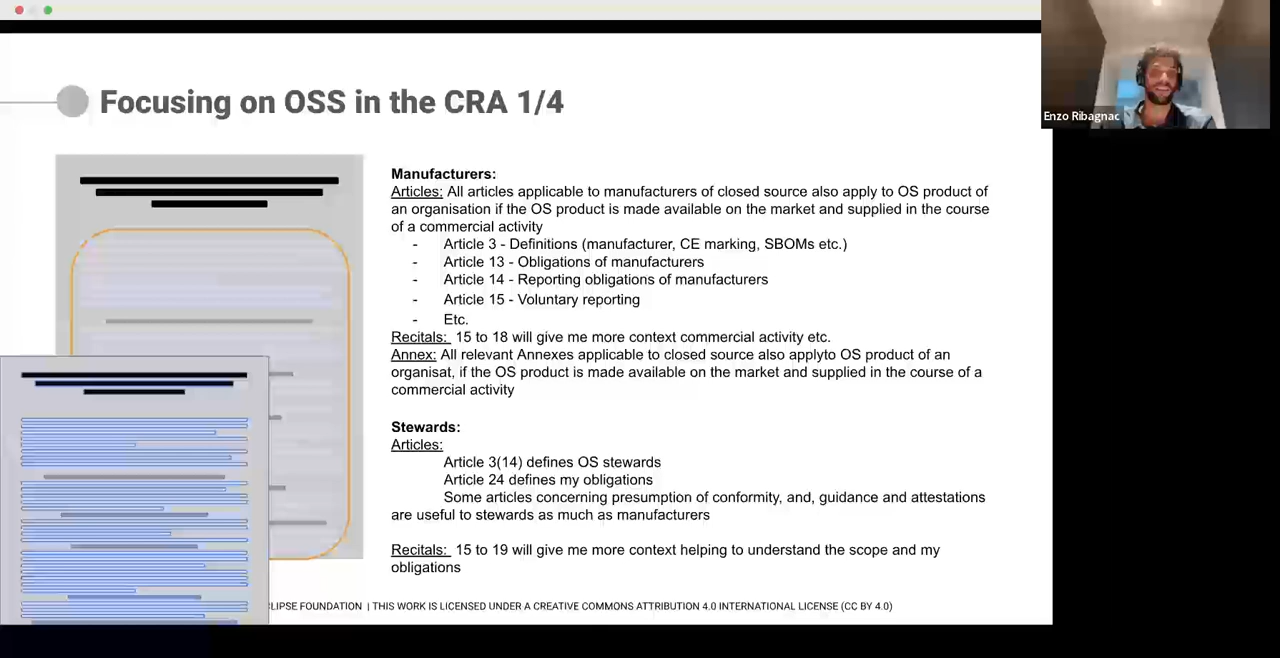 Focusing on OSS in the CRA 1/4
Enzo Ribagnac
Manufacturers:
Articles: All articles applicable to manufacturers of closed source also apply to OS product of
an organisation if the OS product is made available on the market and supplied in the course
of a commercial activity
- Article 3 - Definitions (manufacturer, CE marking, SBOMs etc.)
- Article 13 - Obligations of manufacturers
- Article 14 - Reporting obligations of manufacturers
- Article 15 - Voluntary reporting
- Etc.
Recitals: 15 to 18 will give me more context commercial activity etc.
Annex: All relevant Annexes applicable to closed source also applyto OS product of an
organisat, if the OS product is made available on the market and supplied in the course of a
commercial activity
Stewards:
Articles:
Article 3(14) defines OS stewards
Article 24 defines my obligations
Some articles concerning presumption of conformity, and, guidance and attestations
are useful to stewards as much as manufacturers
Recitals: 15 to 19 will give me more context helping to understand the scope and my
obligations
CLIPSE FOUNDATION | THIS WORK IS LICENSED UNDER A CREATIVE COMMONS ATTRIBUTION 4.0 INTERNATIONAL LICENSE (CC BY 4.0)